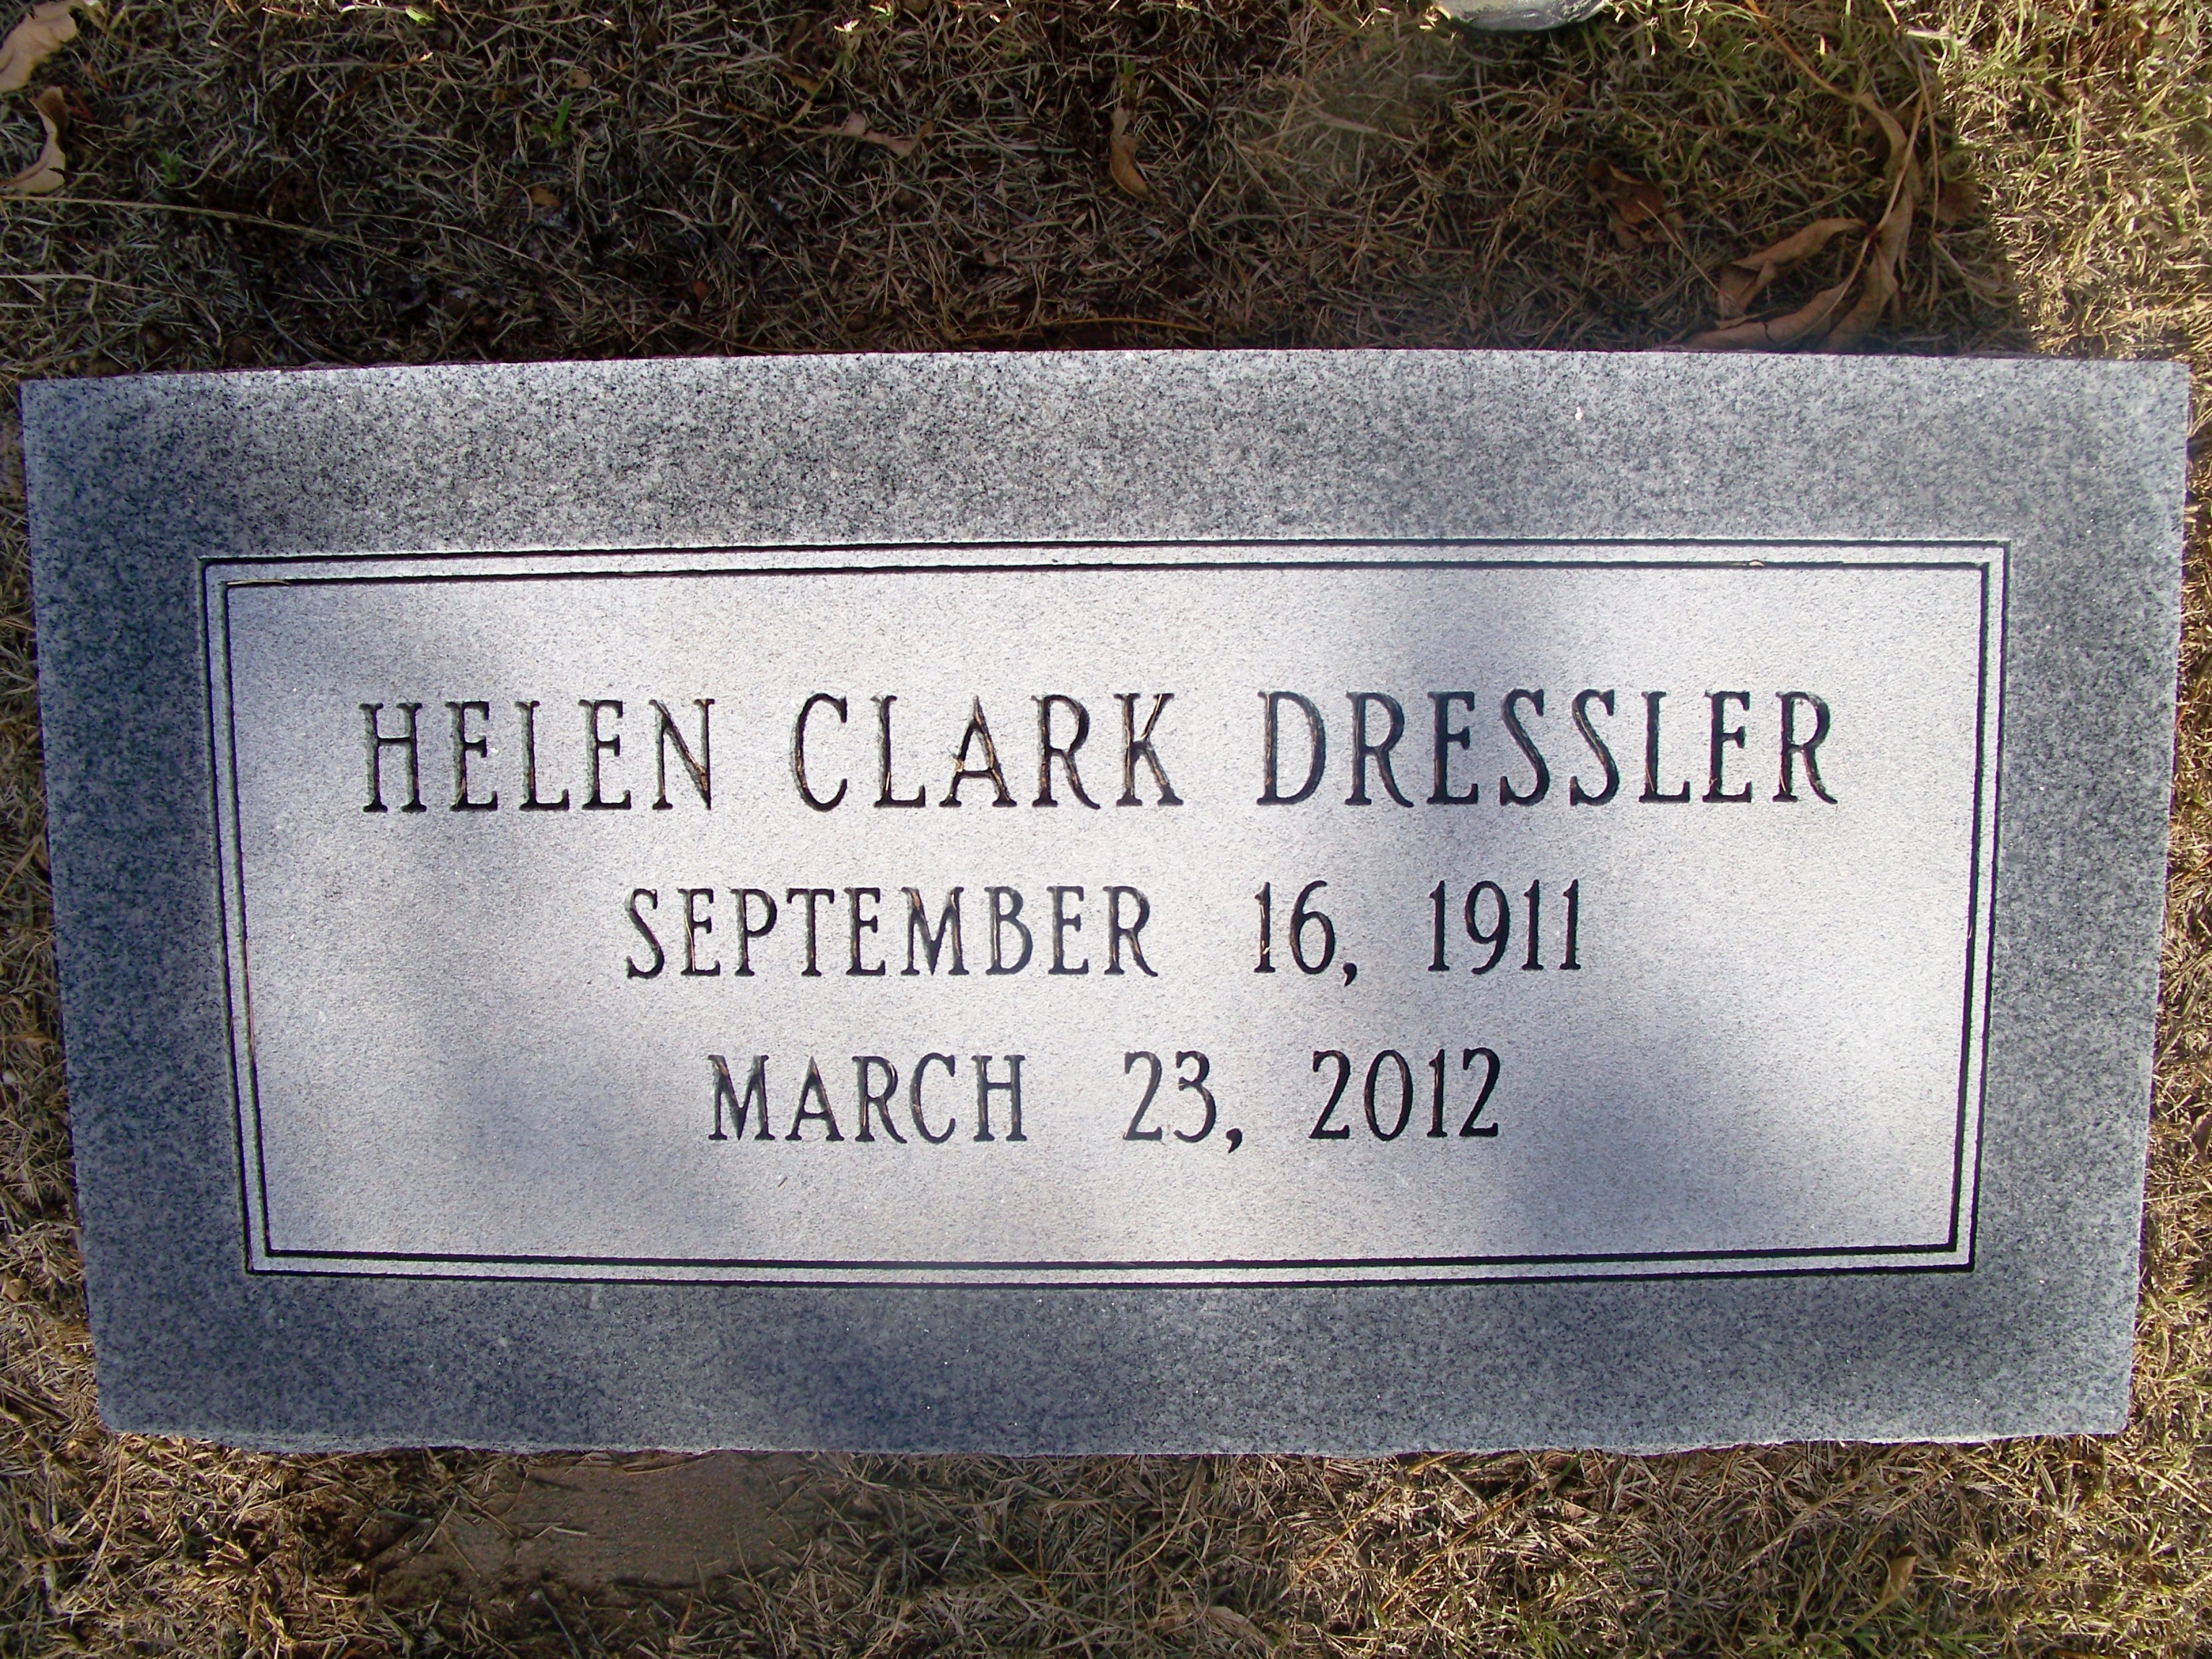 HELEN CLARK DRESSLER
SEPTEMBER 16, 1911
MARCH 23, 2012